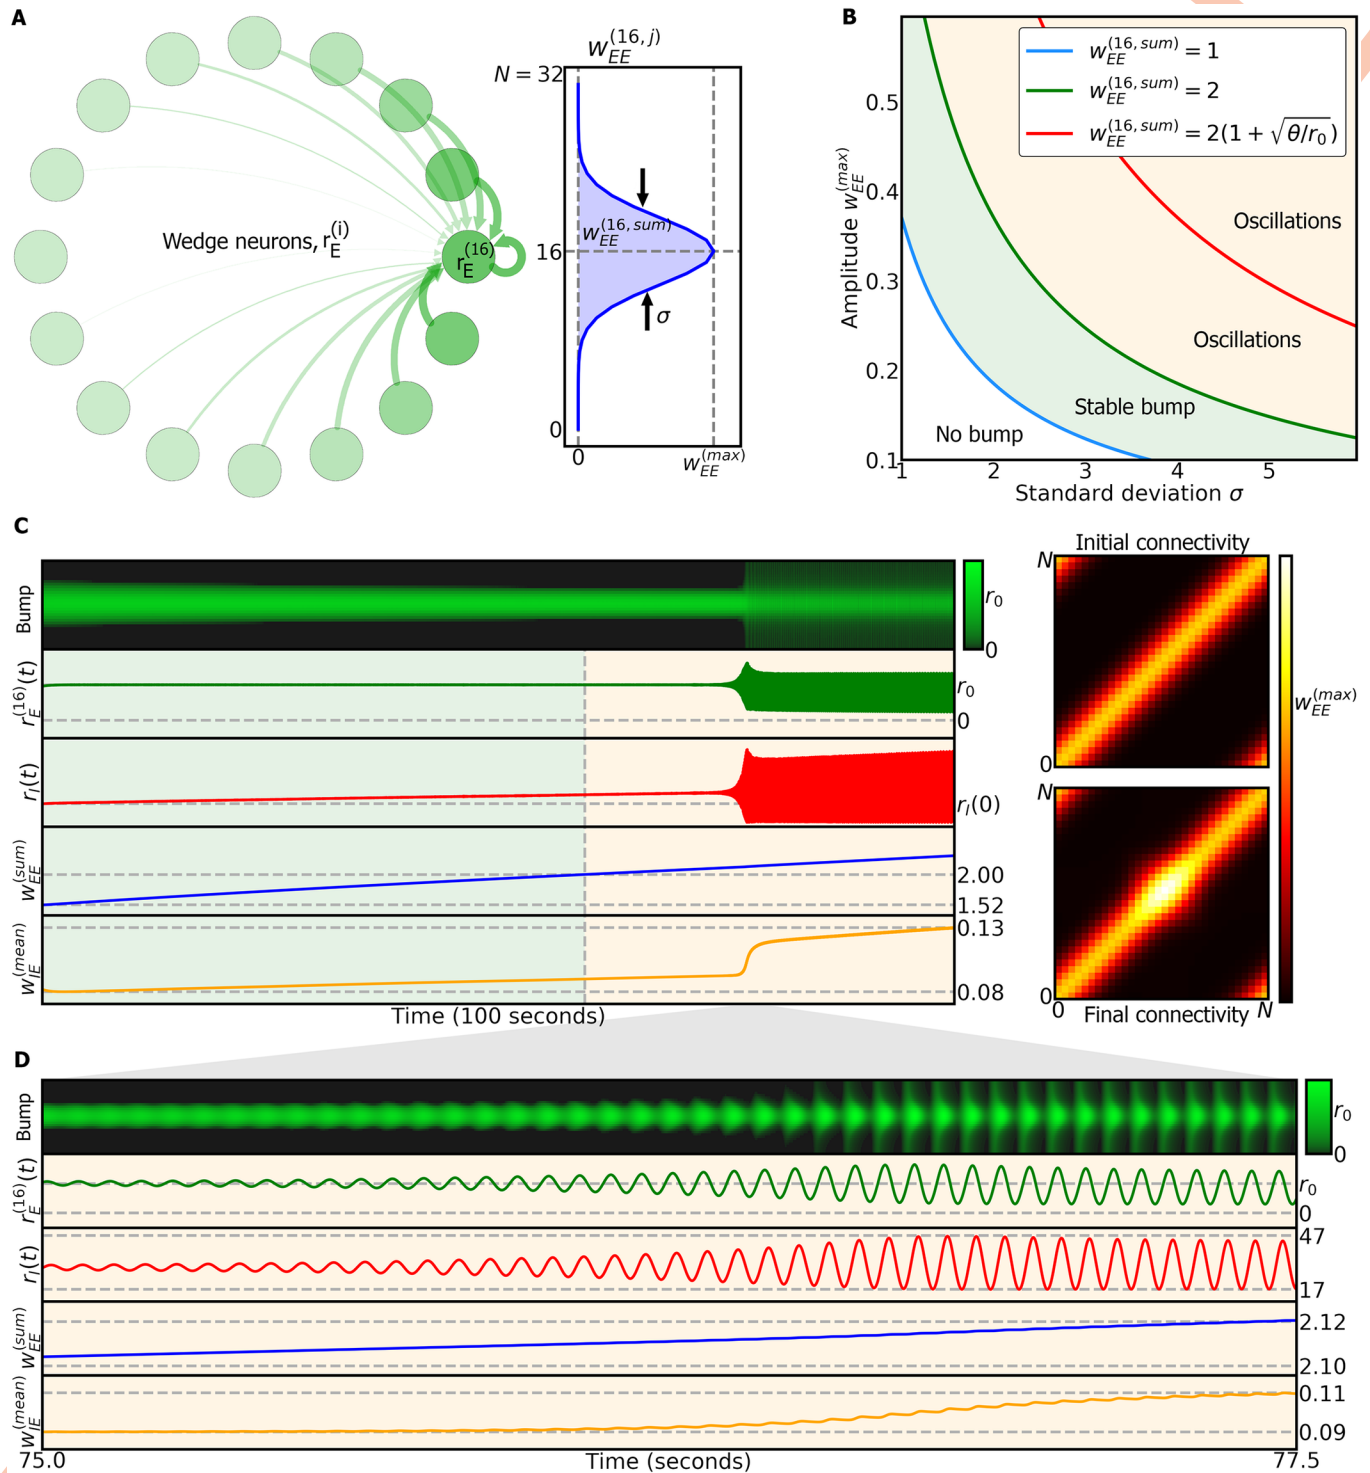 A
w_EE^(16, j)
N = 32
Wedge neurons, r_E^(i)
r_E^(16)
w_EE^(16, sum)
16
σ
0
0
w_EE^(max)
B
w_EE^(16, sum) = 1
w_EE^(16, sum) = 2
w_EE^(16, sum) = 2(1 + √θ/r_0)
Amplitude w_EE^(max)
0.5
0.4
0.3
0.2
0.1
Oscillations
Oscillations
Stable bump
No bump
1 2 3 4 5
Standard deviation σ
C
Bump
r_0
0
r_E^(16)(t)
r_0
0
r_I(t)
r_I(0)
w_EE^(sum)
2.00
1.52
w_IE^(mean)
0.13
0.08
Time (100 seconds)
Initial connectivity
N
0
w_EE^(max)
N
0
0 N
Final connectivity
D
Bump
r_0
0
r_E^(16)(t)
r_0
0
r_I(t)
47
17
w_EE^(sum)
2.12
2.10
w_IE^(mean)
0.11
0.09
75.0 Time (seconds) 77.5